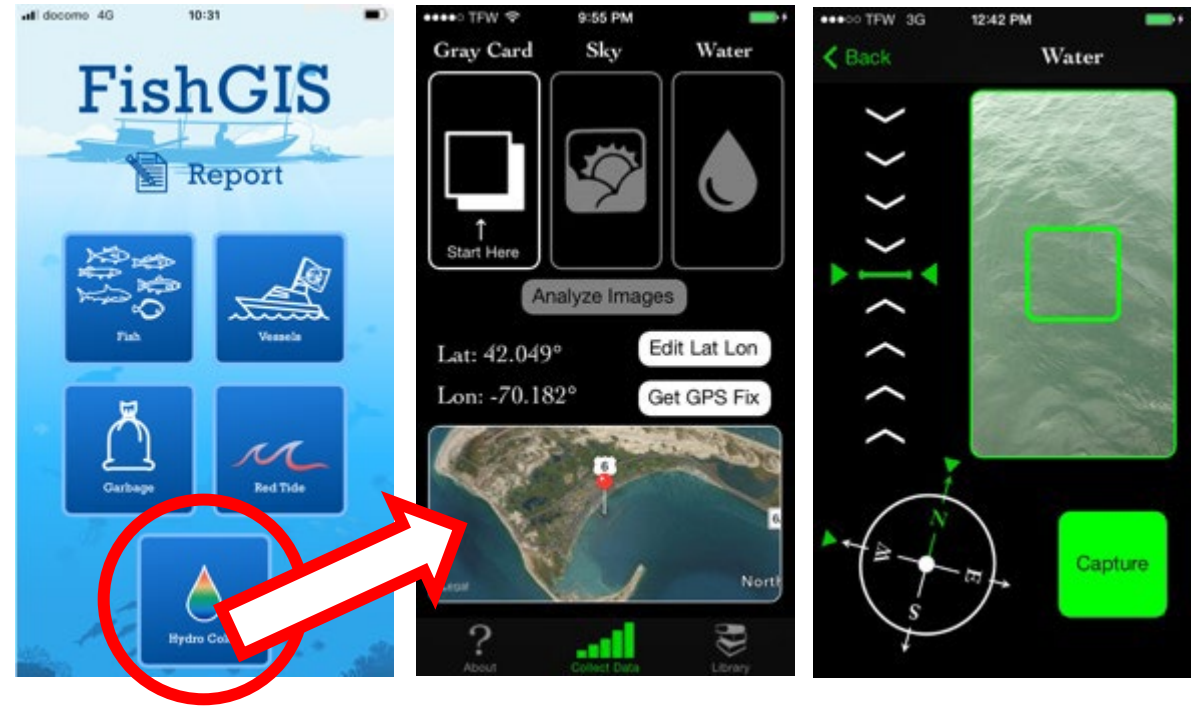 docomo 4G 10:31
FishGIS
Report
Fish Vessels
Garbage Red Tide
TFW 9:55 PM
Gray Card Sky Water
↑
Start Here
Analyze Images
Lat: 42.049° Edit Lat Lon
Lon: -70.182° Get GPS Fix
6
6
North
?
About Collect Data Library
TFW 3G 12:42 PM
Back Water
N
W E
S
Capture
Hydro